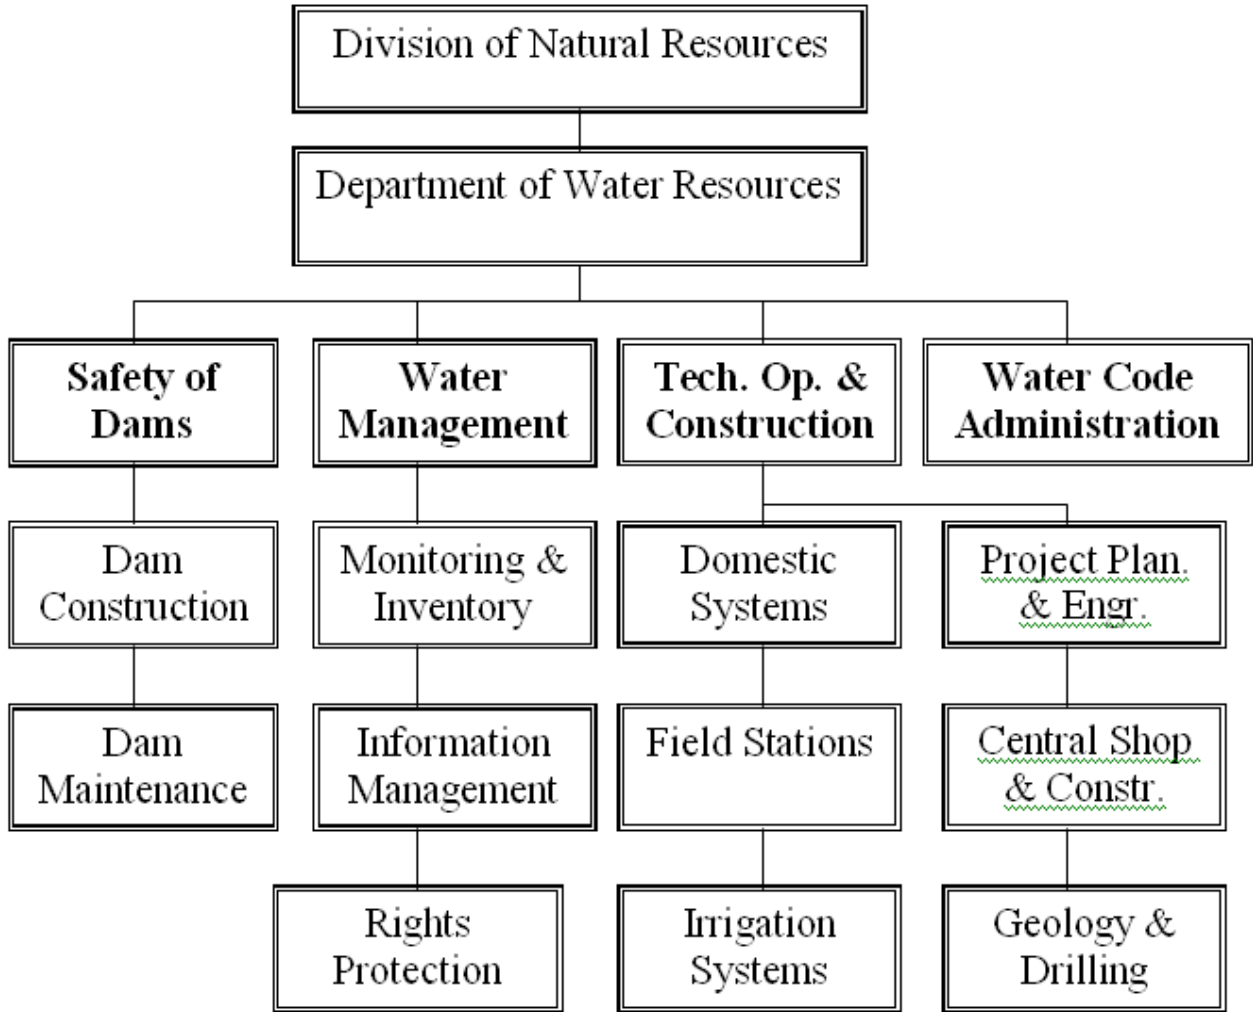 Division of Natural Resources
Department of Water Resources
Safety of
Dams
Water
Management
Tech. Op. &
Construction
Water Code
Administration
Dam
Construction
Monitoring &
Inventory
Domestic
Systems
Project Plan.
& Engr.
Dam
Maintenance
Information
Management
Field Stations
Central Shop
& Constr.
Rights
Protection
Irrigation
Systems
Geology &
Drilling